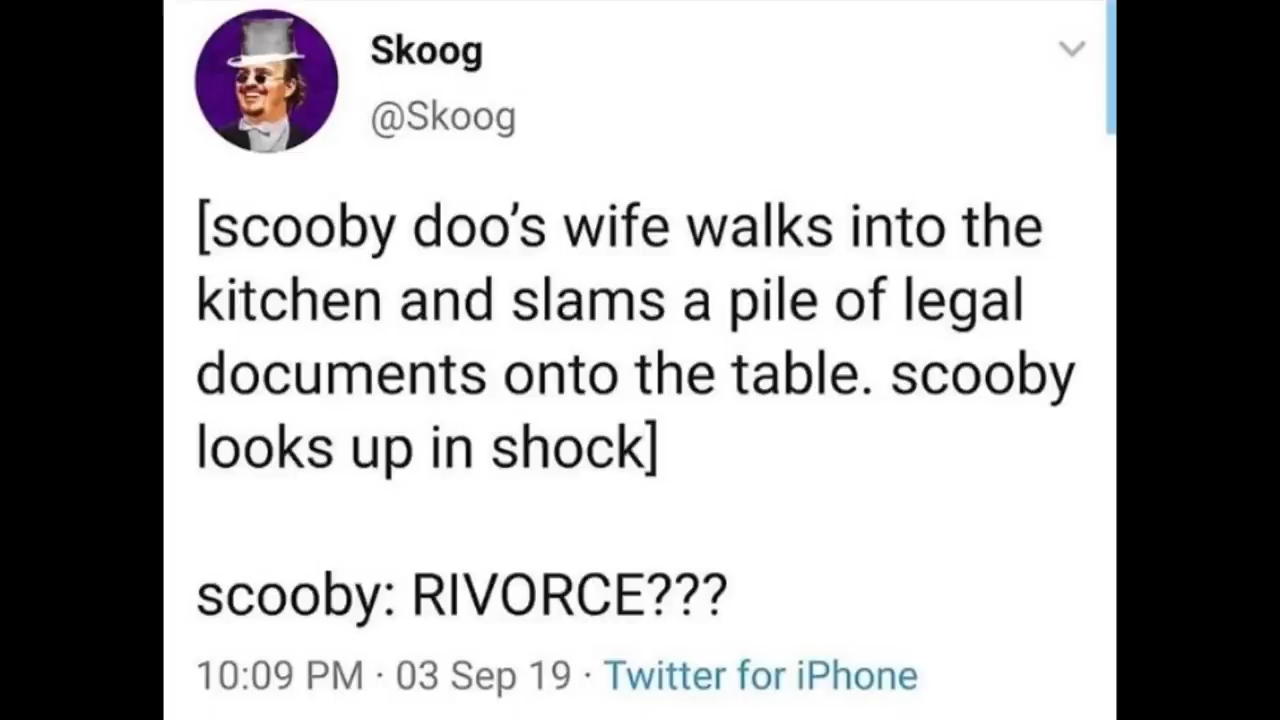 Skoog
@Skoog
[scooby doo’s wife walks into the
kitchen and slams a pile of legal
documents onto the table. scooby
looks up in shock]
scooby: RIVORCE???
10:09 PM · 03 Sep 19 · Twitter for iPhone